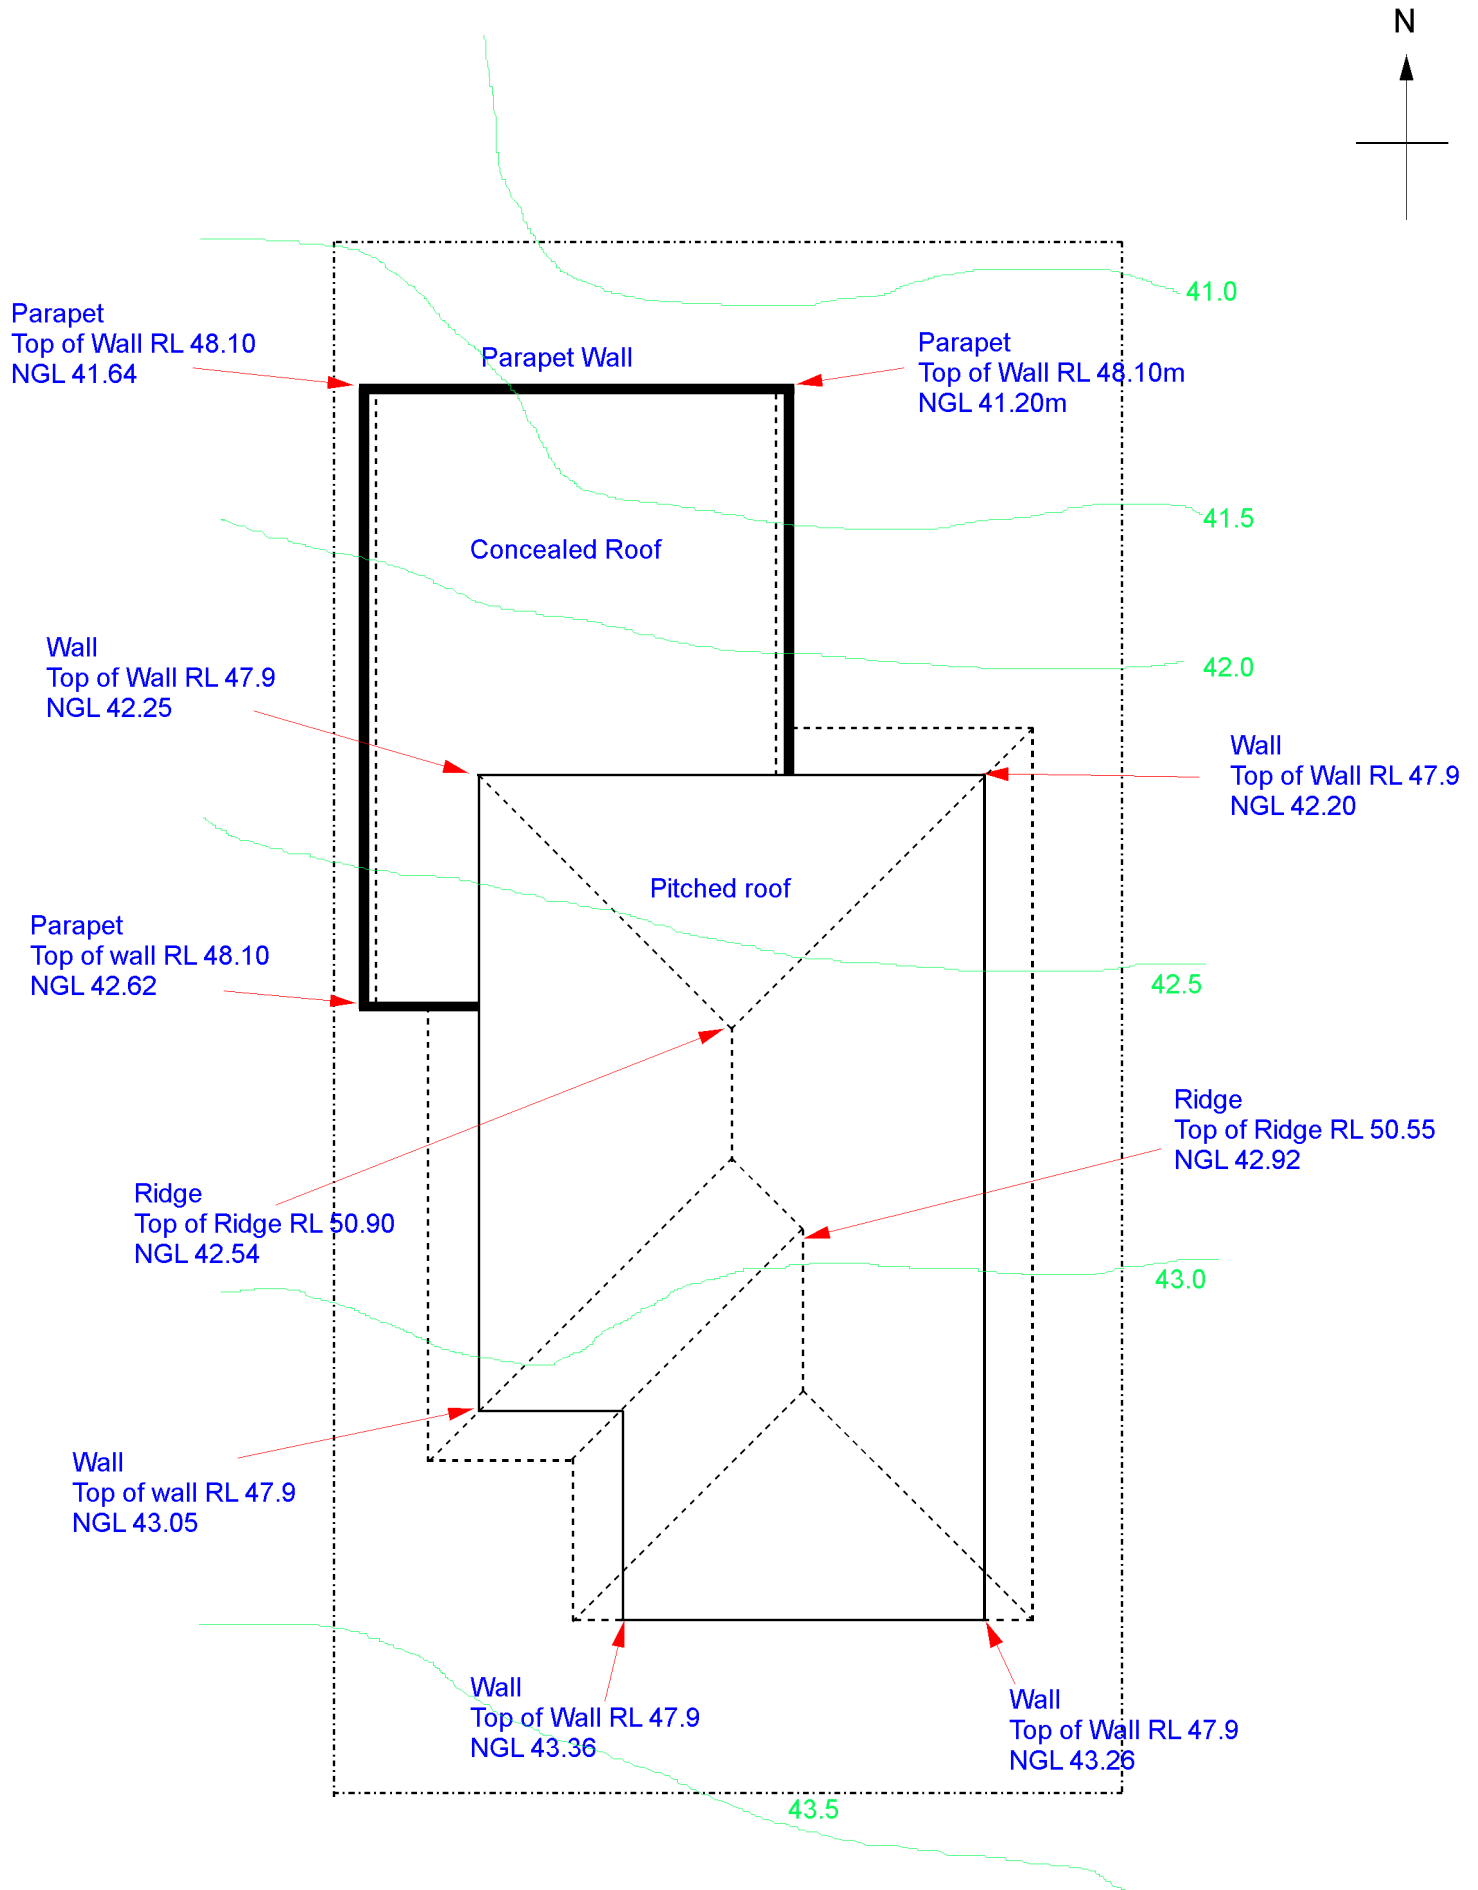 N
41.0
Parapet
Top of Wall RL 48.10
NGL 41.64
Parapet Wall
Parapet
Top of Wall RL 48.10m
NGL 41.20m
41.5
Concealed Roof
Wall
Top of Wall RL 47.9
NGL 42.25
42.0
Wall
Top of Wall RL 47.9
NGL 42.20
Pitched roof
Parapet
Top of wall RL 48.10
NGL 42.62
42.5
Ridge
Top of Ridge RL 50.55
NGL 42.92
Ridge
Top of Ridge RL 50.90
NGL 42.54
43.0
Wall
Top of wall RL 47.9
NGL 43.05
Wall
Top of Wall RL 47.9
NGL 43.36
Wall
Top of Wall RL 47.9
NGL 43.26
43.5